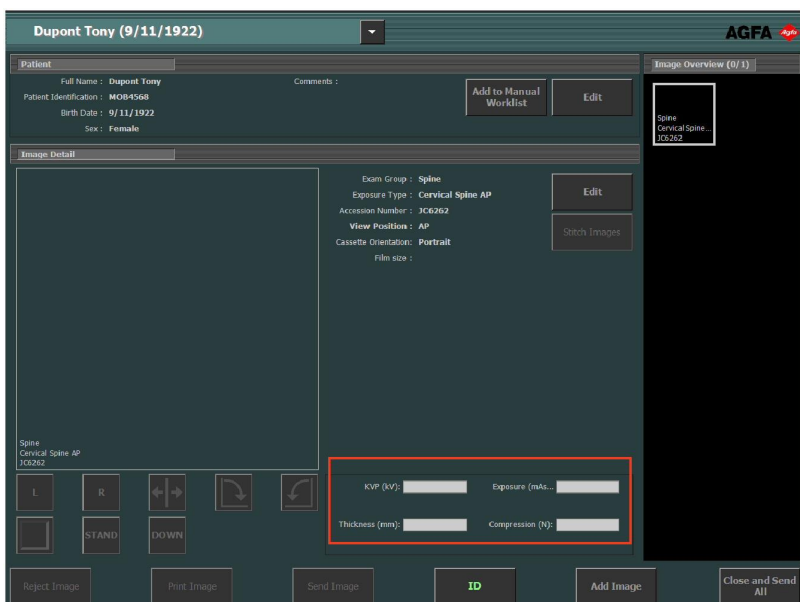 Dupont Tony (9/11/1922)
AGFA Agfa
Patient
Full Name : Dupont Tony
Patient Identification : MOB4568
Birth Date : 9/11/1922
Sex : Female
Comments :
Add to Manual
Worklist
Edit
Image Overview (0/1)
Spine
Cervical Spine...
JC6262
Image Detail
Spine
Cervical Spine AP
JC6262
Exam Group : Spine
Exposure Type : Cervical Spine AP
Accession Number : JC6262
View Position : AP
Cassette Orientation: Portrait
Film size :
Edit
Stitch Images
L
R
STAND
DOWN
KVP (kV):
Exposure (mAs...
Thickness (mm):
Compression (N):
Reject Image
Print Image
Send Image
ID
Add Image
Close and Send
All